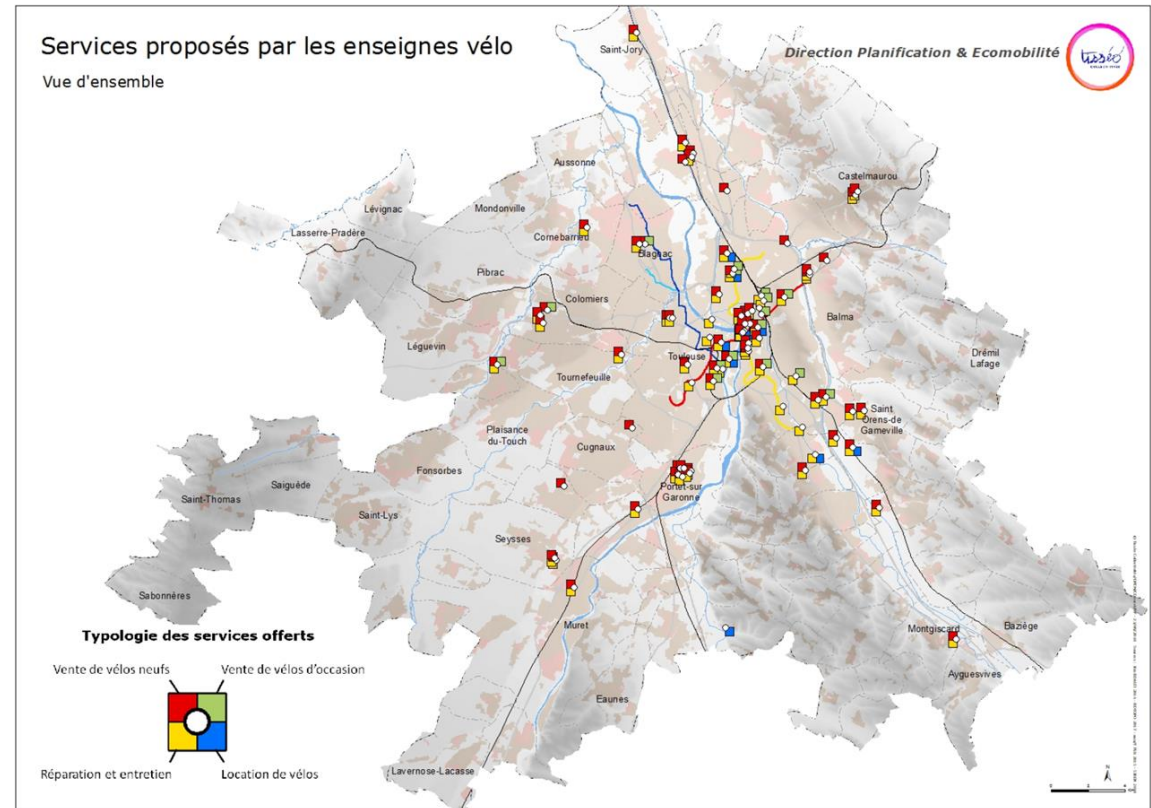 Services proposés par les enseignes vélo
Vue d'ensemble
Direction Planification & Ecomobilité
tisséo
Saint-Jory
Castelmaurou
Aussonne
Mondonville
Lévignac
Lasserre-Pradère
Cornebarrieu
Blagnac
Pibrac
Colomiers
Balma
Léguevin
Toulouse
Drémil
Lafage
Tournefeuille
Saint
Orens-de
Gameville
Plaisance
du-Touch
Cugnaux
Fonsorbes
Portet-sur
Garonne
Saiguède
Saint-Thomas
Saint-Lys
Seysses
Sabonnères
Muret
Montgiscard
Baziège
Ayguesvives
Eaunes
Lavernose-Lacasse
Typologie des services offerts
Vente de vélos neufs
Vente de vélos d'occasion
Réparation et entretien
Location de vélos
N